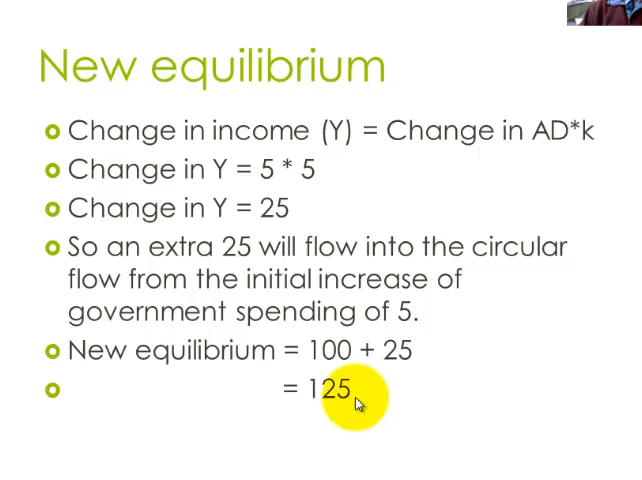 New equilibrium
Change in income (Y) = Change in AD*k
Change in Y = 5 * 5
Change in Y = 25
So an extra 25 will flow into the circular
flow from the initial increase of
government spending of 5.
New equilibrium = 100 + 25
= 125